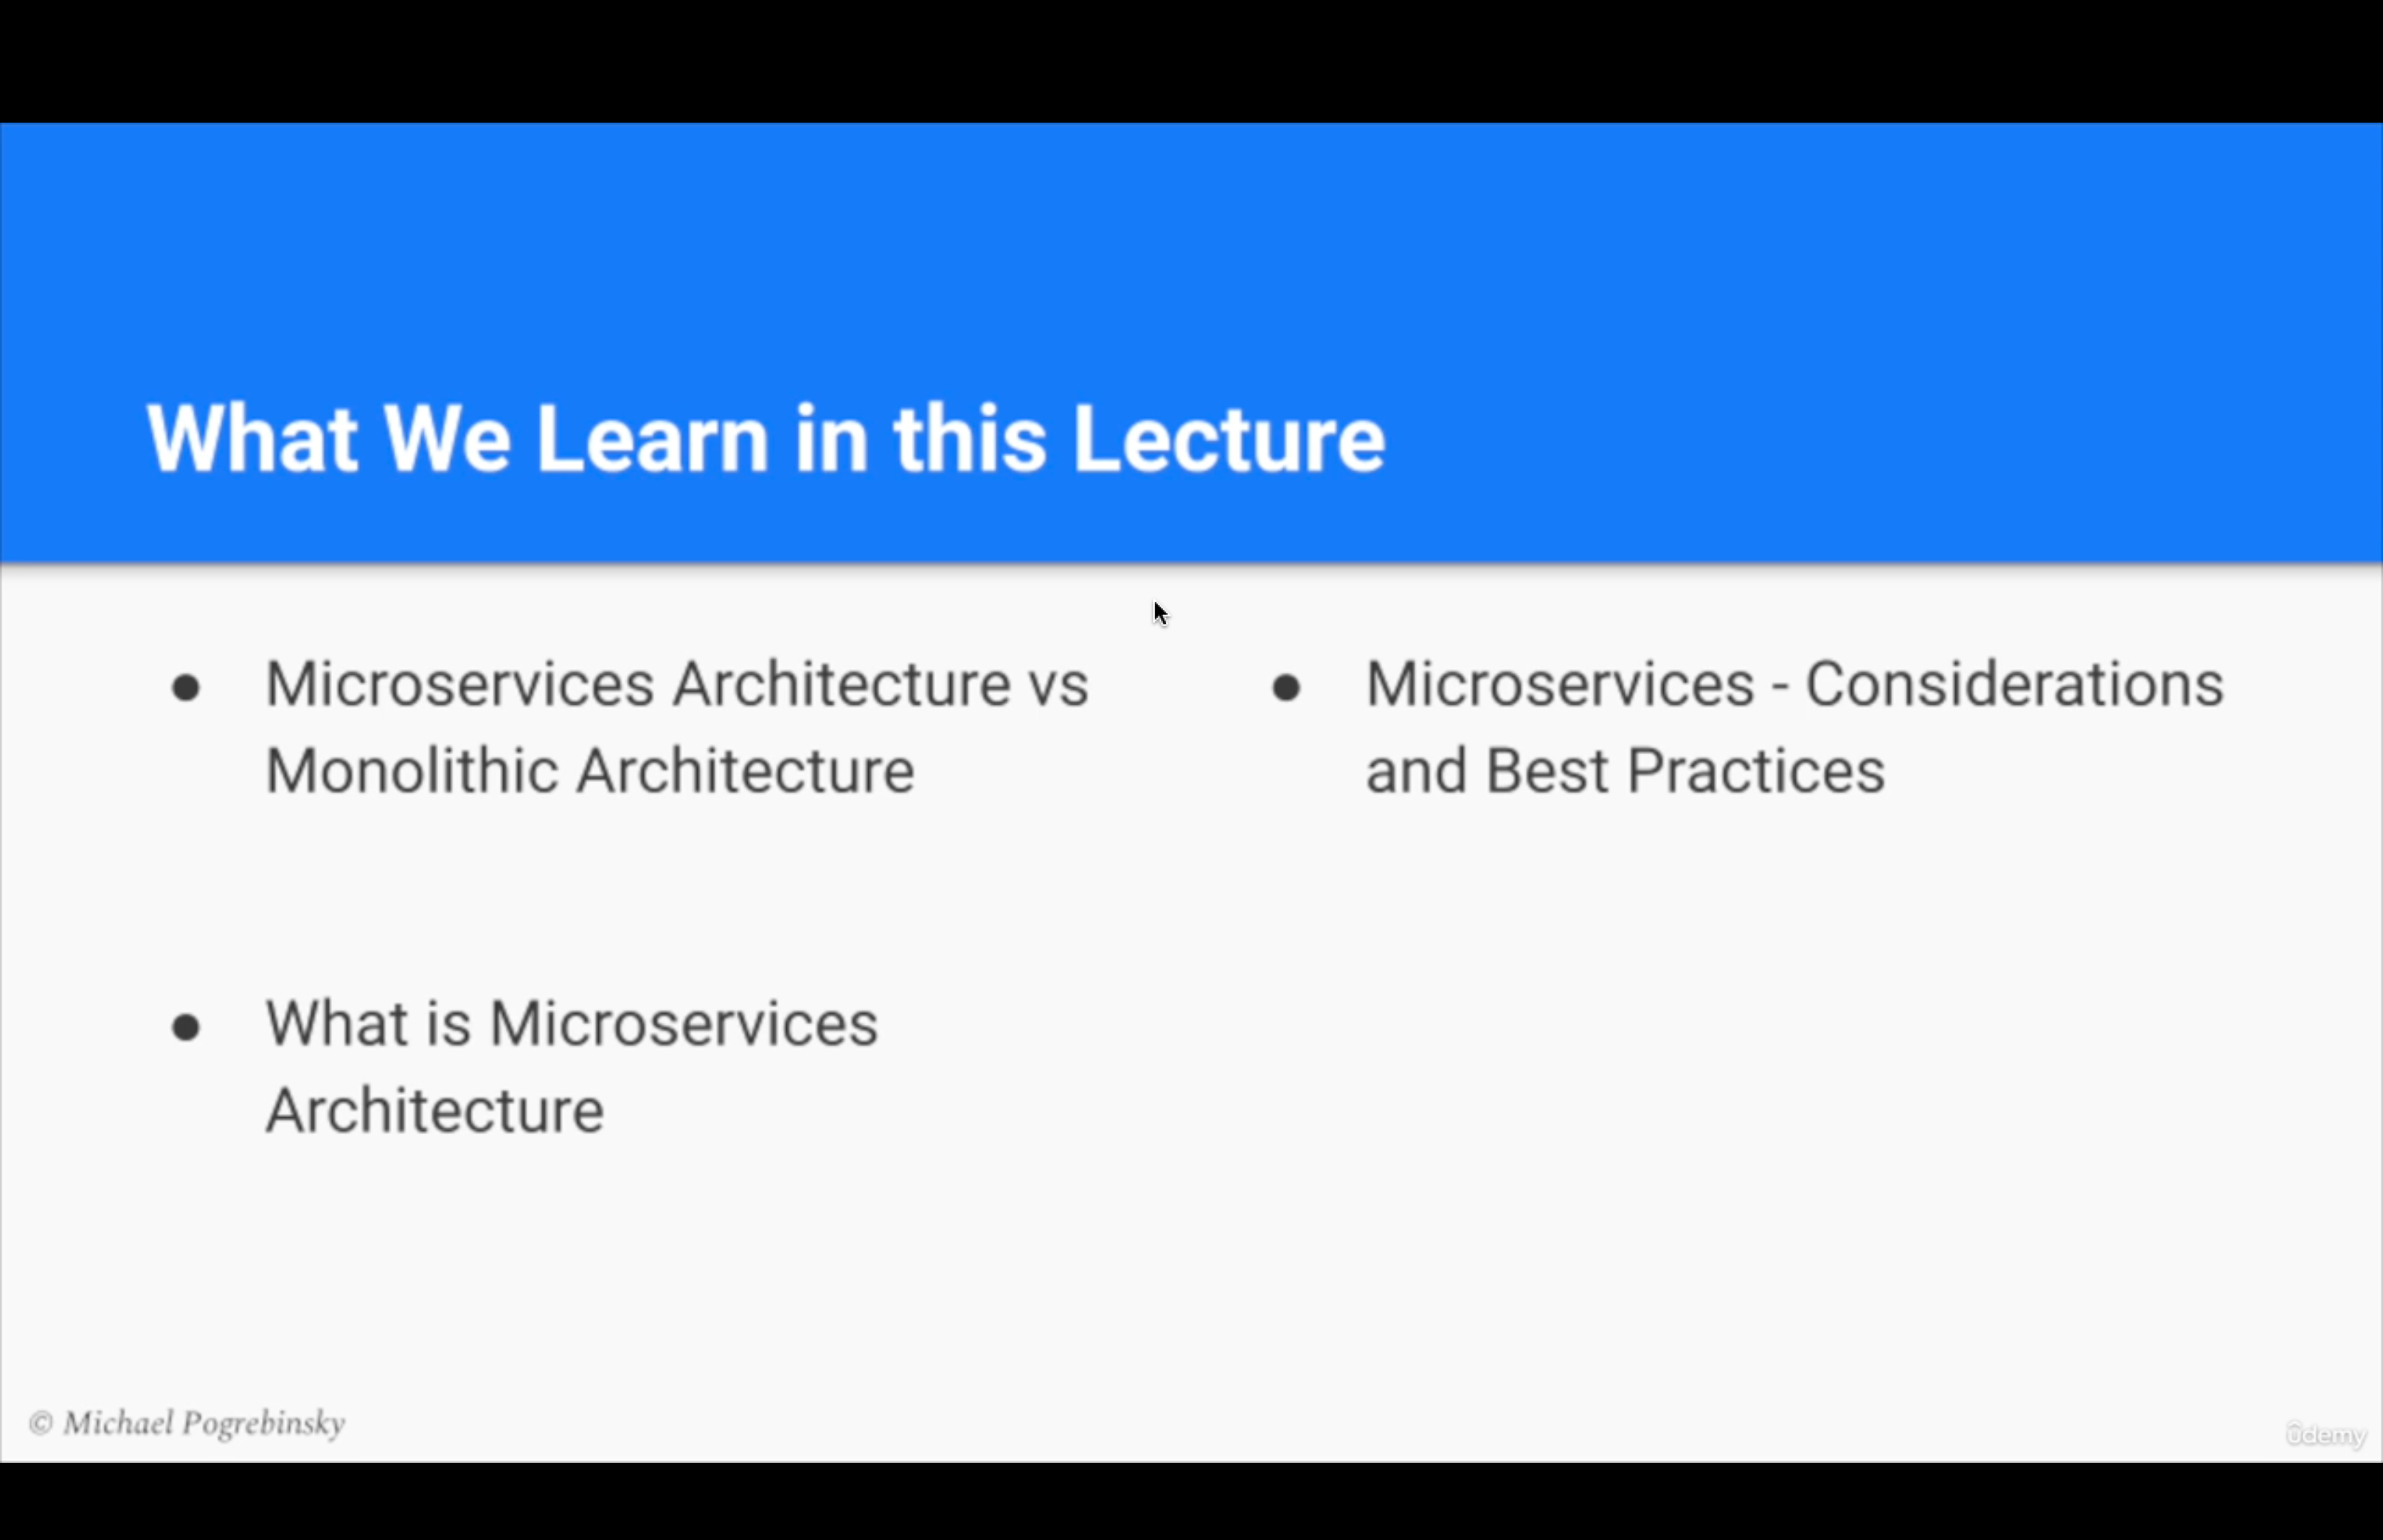 What We Learn in this Lecture
● Microservices Architecture vs
Monolithic Architecture
● What is Microservices
Architecture
● Microservices - Considerations
and Best Practices
© Michael Pogrebinsky
ûdemy